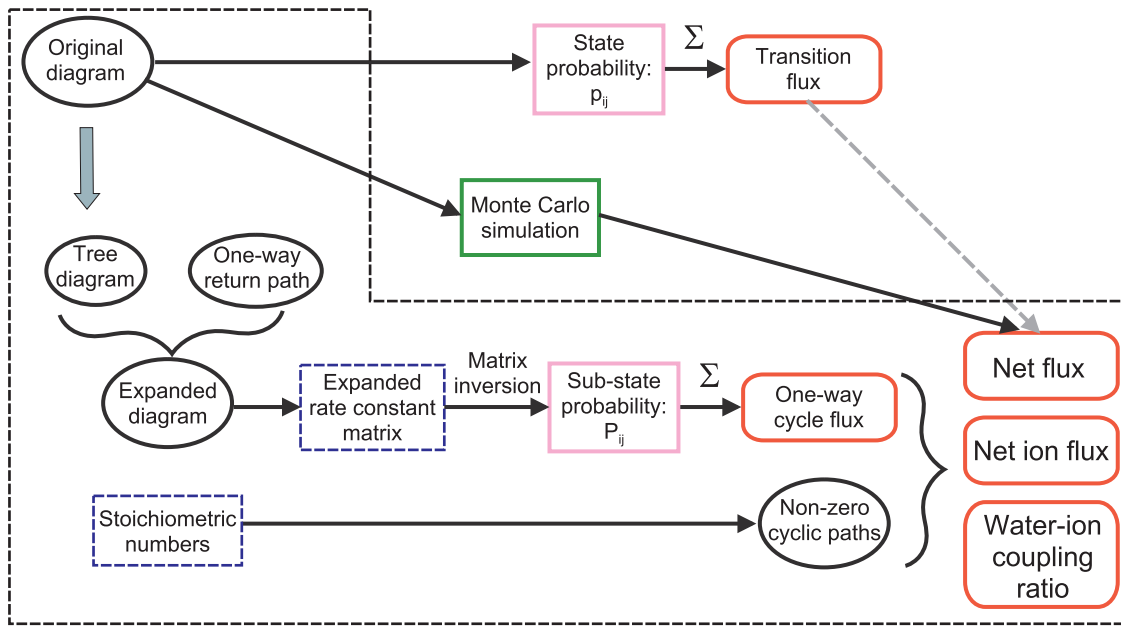 Original
diagram
State
probability:
pij
Σ
Transition
flux
Monte Carlo
simulation
Tree
diagram
One-way
return path
Expanded
diagram
Expanded
rate constant
matrix
Matrix
inversion
Sub-state
probability:
Pij
Σ
One-way
cycle flux
Net flux
Net ion flux
Water-ion
coupling
ratio
Stoichiometric
numbers
Non-zero
cyclic paths